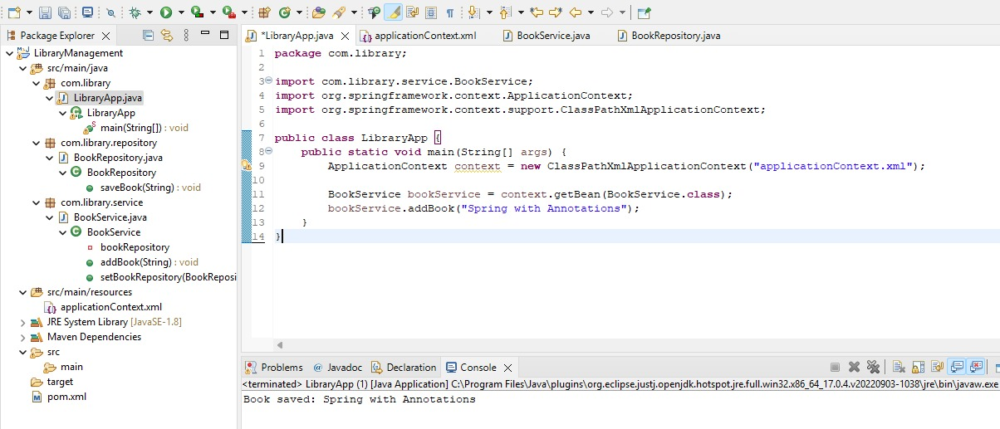 Package Explorer
LibraryManagement
src/main/java
com.library
LibraryApp.java
LibraryApp
main(String[]) : void
com.library.repository
BookRepository.java
BookRepository
saveBook(String) : void
com.library.service
BookService.java
BookService
bookRepository
addBook(String) : void
setBookRepository(BookReposi
src/main/resources
applicationContext.xml
JRE System Library [JavaSE-1.8]
Maven Dependencies
src
main
target
pom.xml
*LibraryApp.java applicationContext.xml BookService.java BookRepository.java
1 package com.library;
2
3 import com.library.service.BookService;
4 import org.springframework.context.ApplicationContext;
5 import org.springframework.context.support.ClassPathXmlApplicationContext;
6
7 public class LibraryApp {
8 public static void main(String[] args) {
9 ApplicationContext context = new ClassPathXmlApplicationContext("applicationContext.xml");
10
11 BookService bookService = context.getBean(BookService.class);
12 bookService.addBook("Spring with Annotations");
13 }
14 }
Problems @ Javadoc Declaration Console
<terminated> LibraryApp (1) [Java Application] C:\Program Files\Java\plugins\org.eclipse.justj.openjdk.hotspot.jre.full.win32.x86_64_17.0.4.v20220903-1038\jre\bin\javaw.exe
Book saved: Spring with Annotations